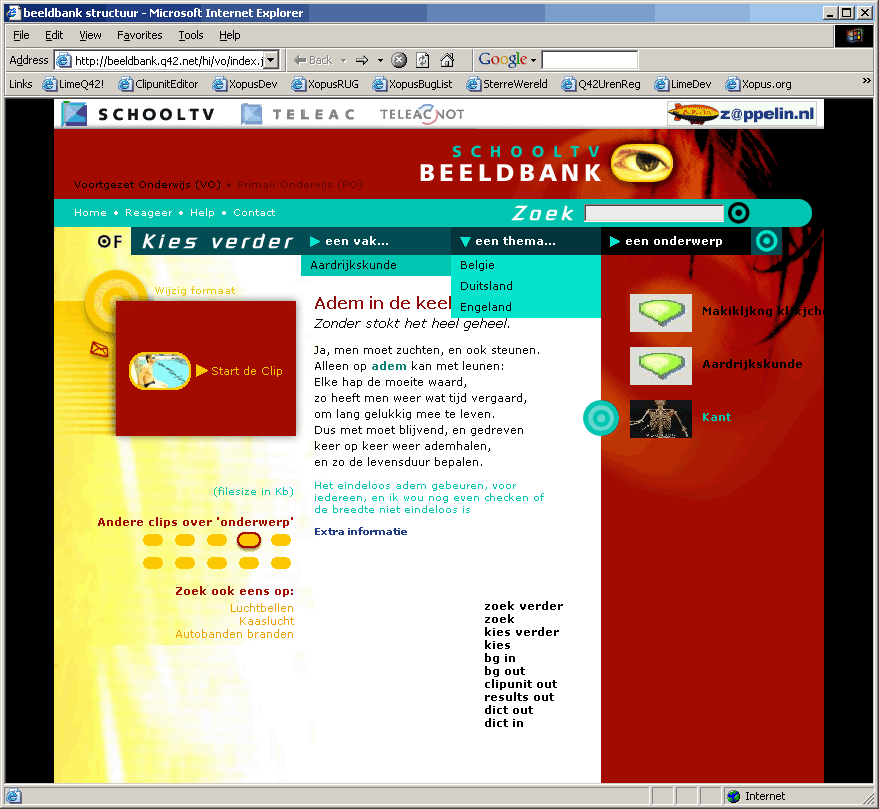 beeldbank structuur - Microsoft Internet Explorer
File Edit View Favorites Tools Help
Address http://beeldbank.q42.net/hi/vo/index.j Back Google
Links LimeQ42! ClipunitEditor XopusDev XopusRUG XopusBugList SterreWereld Q42UrenReg LimeDev Xopus.org »
SCHOOLTV TELEAC TELEAC NOT z@ppelin.nl
SCHOOLTV
BEELDBANK
Voortgezet Onderwijs (VO) • Primair Onderwijs (PO)
Home • Reageer • Help • Contact Zoek
OF Kies verder een vak... een thema... een onderwerp
Aardrijkskunde
Belgie
Duitsland
Engeland
Wijzig formaat
Start de Clip
(filesize in Kb)
Andere clips over 'onderwerp'
Zoek ook eens op:
Luchtbellen
Kaaslucht
Autobanden branden
Adem in de keel
Zonder stokt het heel geheel.
Ja, men moet zuchten, en ook steunen.
Alleen op adem kan met leunen:
Elke hap de moeite waard,
zo heeft men weer wat tijd vergaard,
om lang gelukkig mee te leven.
Dus met moet blijvend, en gedreven
keer op keer weer ademhalen,
en zo de levensduur bepalen.
Het eindeloos adem gebeuren, voor
iedereen, en ik wou nog even checken of
de breedte niet eindeloos is
Extra informatie
zoek verder
zoek
kies verder
kies
bg in
bg out
clipunit out
results out
dict out
dict in
Aardrijkskunde
Kant
Internet